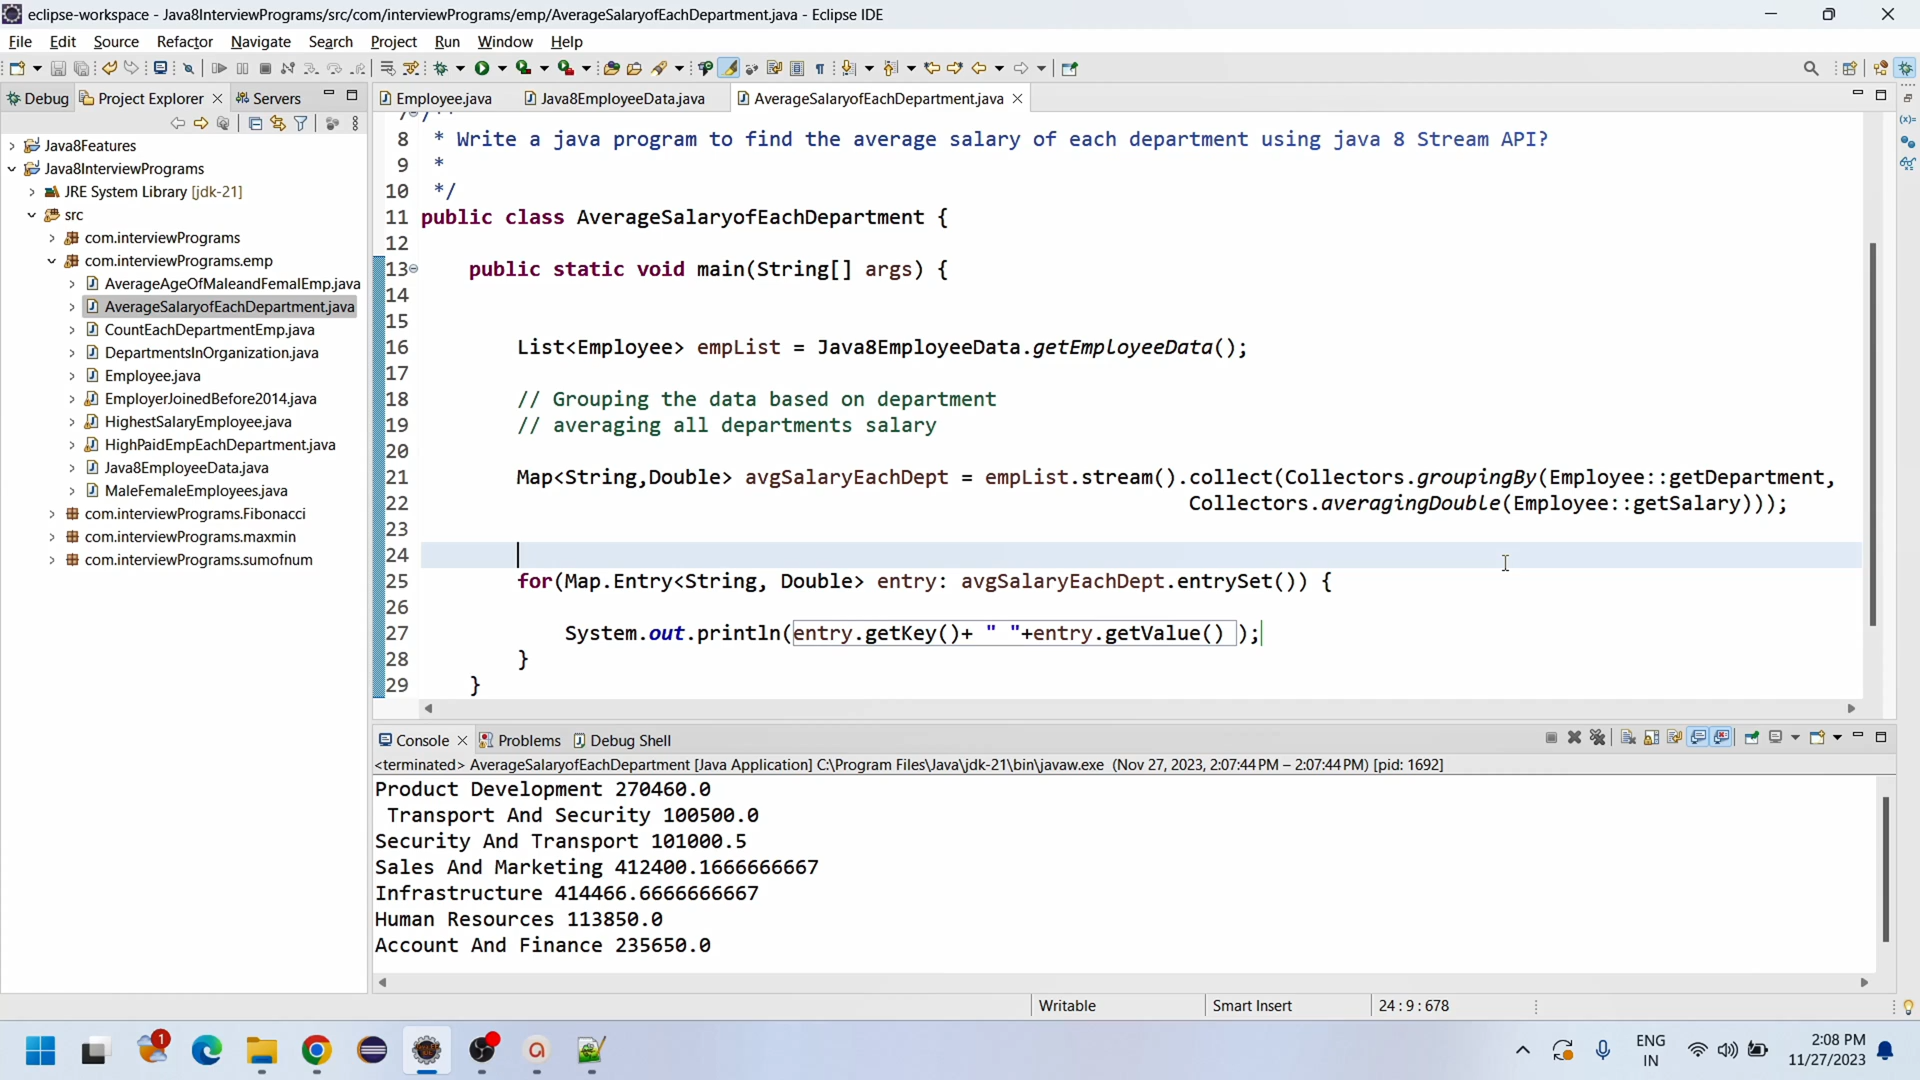 eclipse-workspace - Java8InterviewPrograms/src/com/interviewPrograms/emp/AverageSalaryofEachDepartment.java - Eclipse IDE
File Edit Source Refactor Navigate Search Project Run Window Help
Debug Project Explorer Servers
Java8Features
Java8InterviewPrograms
JRE System Library [jdk-21]
src
com.interviewPrograms
com.interviewPrograms.emp
AverageAgeOfMaleandFemalEmp.java
AverageSalaryofEachDepartment.java
CountEachDepartmentEmp.java
DepartmentsInOrganization.java
Employee.java
EmployerJoinedBefore2014.java
HighestSalaryEmployee.java
HighPaidEmpEachDepartment.java
Java8EmployeeData.java
MaleFemaleEmployees.java
com.interviewPrograms.Fibonacci
com.interviewPrograms.maxmin
com.interviewPrograms.sumofnum
Employee.java Java8EmployeeData.java AverageSalaryofEachDepartment.java
7 /**
8 * Write a java program to find the average salary of each department using java 8 Stream API?
9 *
10 */
11 public class AverageSalaryofEachDepartment {
12
13 public static void main(String[] args) {
14
15
16 List<Employee> empList = Java8EmployeeData.getEmployeeData();
17
18 // Grouping the data based on department
19 // averaging all departments salary
20
21 Map<String,Double> avgSalaryEachDept = empList.stream().collect(Collectors.groupingBy(Employee::getDepartment,
22 Collectors.averagingDouble(Employee::getSalary)));
23
24
25 for(Map.Entry<String, Double> entry: avgSalaryEachDept.entrySet()) {
26
27 System.out.println(entry.getKey()+ " "+entry.getValue() );
28 }
29 }
Console Problems Debug Shell
<terminated> AverageSalaryofEachDepartment [Java Application] C:\Program Files\Java\jdk-21\bin\javaw.exe (Nov 27, 2023, 2:07:44 PM – 2:07:44 PM) [pid: 1692]
Product Development 270460.0
Transport And Security 100500.0
Security And Transport 101000.5
Sales And Marketing 412400.1666666667
Infrastructure 414466.6666666667
Human Resources 113850.0
Account And Finance 235650.0
Writable Smart Insert 24 : 9 : 678
1
ENG
IN
2:08 PM
11/27/2023